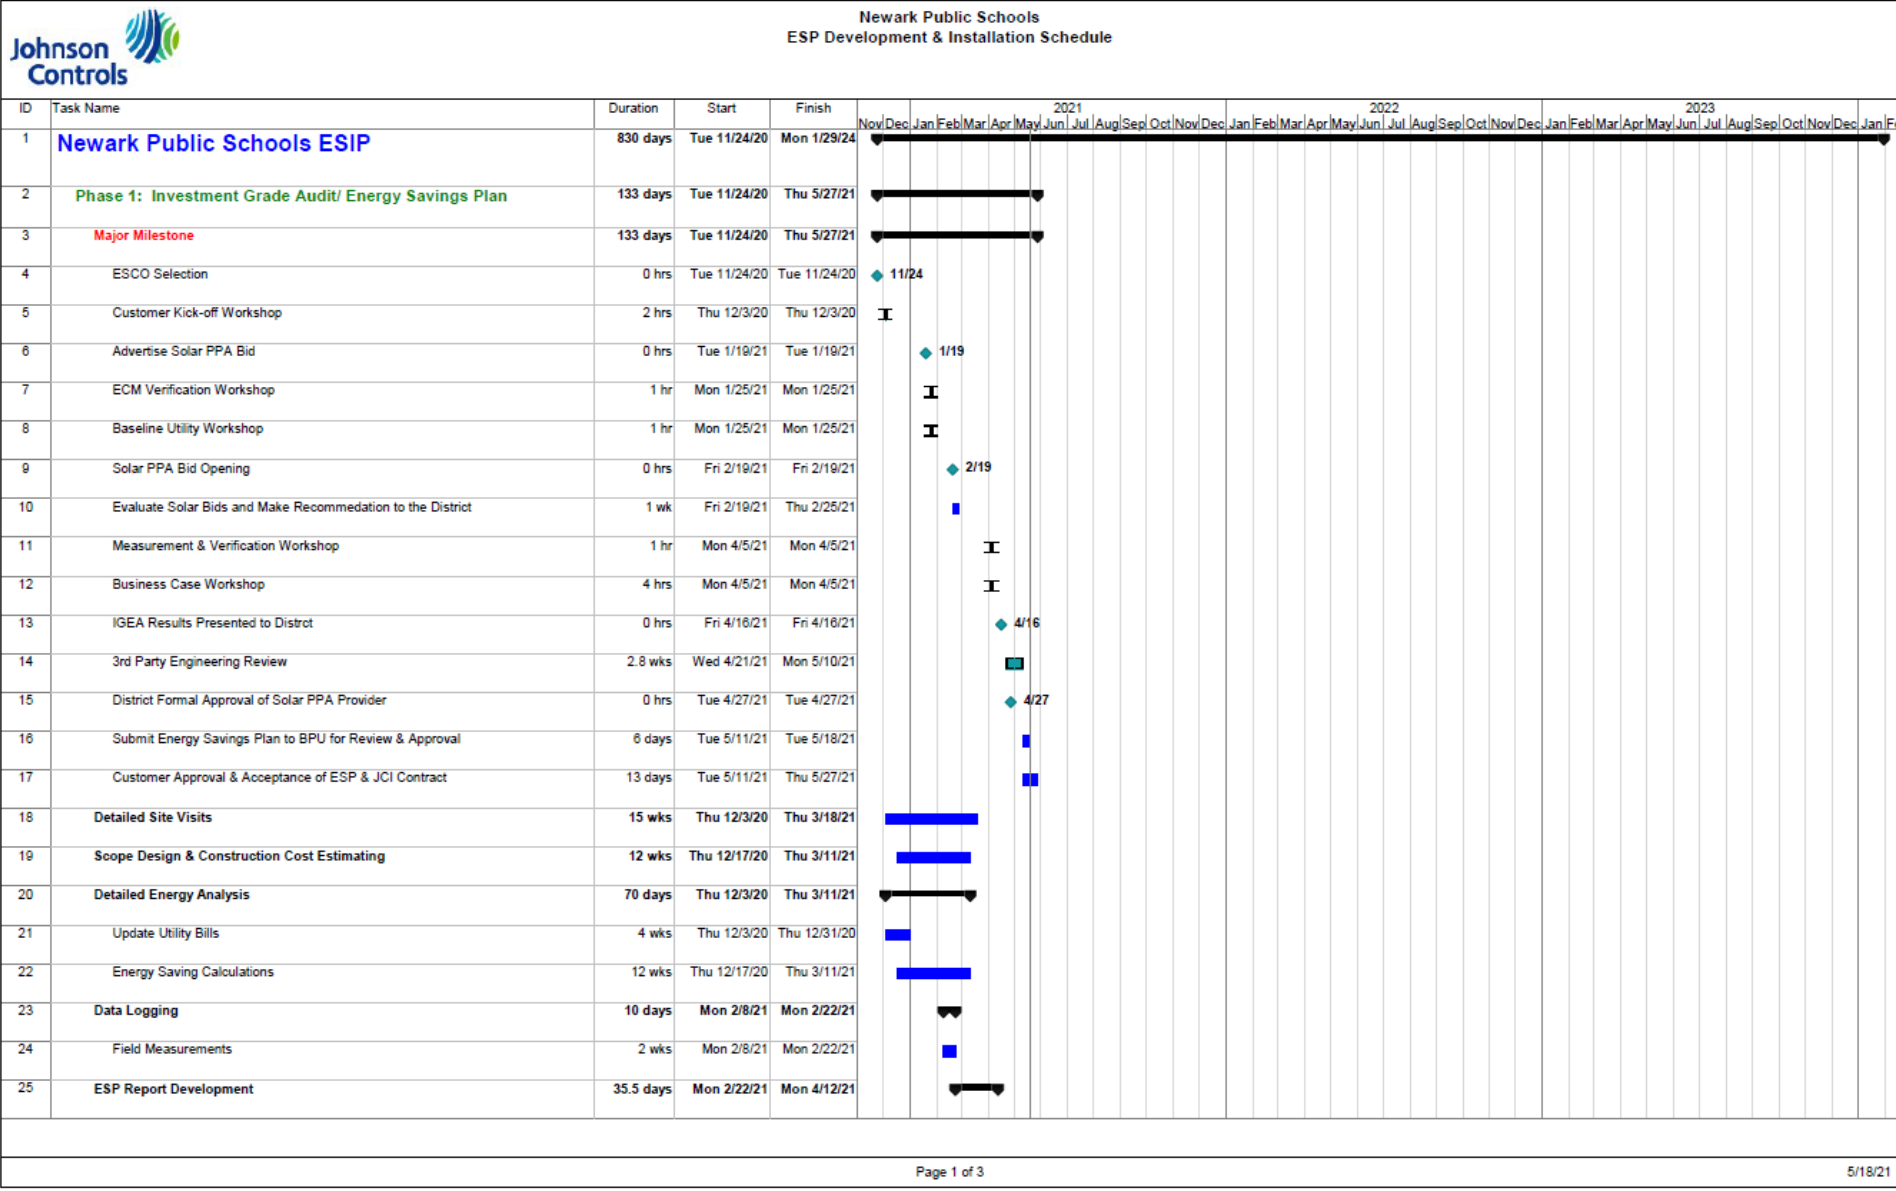 Johnson
Controls
Newark Public Schools
ESP Development & Installation Schedule
ID Task Name Duration Start Finish 2021 2022 2023
Nov Dec Jan Feb Mar Apr May Jun Jul Aug Sep Oct Nov Dec Jan Feb Mar Apr May Jun Jul Aug Sep Oct Nov Dec Jan Feb Mar Apr May Jun Jul Aug Sep Oct Nov Dec Jan F
1 Newark Public Schools ESIP 830 days Tue 11/24/20 Mon 1/29/24
2 Phase 1: Investment Grade Audit/ Energy Savings Plan 133 days Tue 11/24/20 Thu 5/27/21
3 Major Milestone 133 days Tue 11/24/20 Thu 5/27/21
4 ESCO Selection 0 hrs Tue 11/24/20 Tue 11/24/20 11/24
5 Customer Kick-off Workshop 2 hrs Thu 12/3/20 Thu 12/3/20
6 Advertise Solar PPA Bid 0 hrs Tue 1/19/21 Tue 1/19/21 1/19
7 ECM Verification Workshop 1 hr Mon 1/25/21 Mon 1/25/21
8 Baseline Utility Workshop 1 hr Mon 1/25/21 Mon 1/25/21
9 Solar PPA Bid Opening 0 hrs Fri 2/19/21 Fri 2/19/21 2/19
10 Evaluate Solar Bids and Make Recommedation to the District 1 wk Fri 2/19/21 Thu 2/25/21
11 Measurement & Verification Workshop 1 hr Mon 4/5/21 Mon 4/5/21
12 Business Case Workshop 4 hrs Mon 4/5/21 Mon 4/5/21
13 IGEA Results Presented to Distrct 0 hrs Fri 4/16/21 Fri 4/16/21 4/16
14 3rd Party Engineering Review 2.8 wks Wed 4/21/21 Mon 5/10/21
15 District Formal Approval of Solar PPA Provider 0 hrs Tue 4/27/21 Tue 4/27/21 4/27
16 Submit Energy Savings Plan to BPU for Review & Approval 6 days Tue 5/11/21 Tue 5/18/21
17 Customer Approval & Acceptance of ESP & JCI Contract 13 days Tue 5/11/21 Thu 5/27/21
18 Detailed Site Visits 15 wks Thu 12/3/20 Thu 3/18/21
19 Scope Design & Construction Cost Estimating 12 wks Thu 12/17/20 Thu 3/11/21
20 Detailed Energy Analysis 70 days Thu 12/3/20 Thu 3/11/21
21 Update Utility Bills 4 wks Thu 12/3/20 Thu 12/31/20
22 Energy Saving Calculations 12 wks Thu 12/17/20 Thu 3/11/21
23 Data Logging 10 days Mon 2/8/21 Mon 2/22/21
24 Field Measurements 2 wks Mon 2/8/21 Mon 2/22/21
25 ESP Report Development 35.5 days Mon 2/22/21 Mon 4/12/21
Page 1 of 3
5/18/21